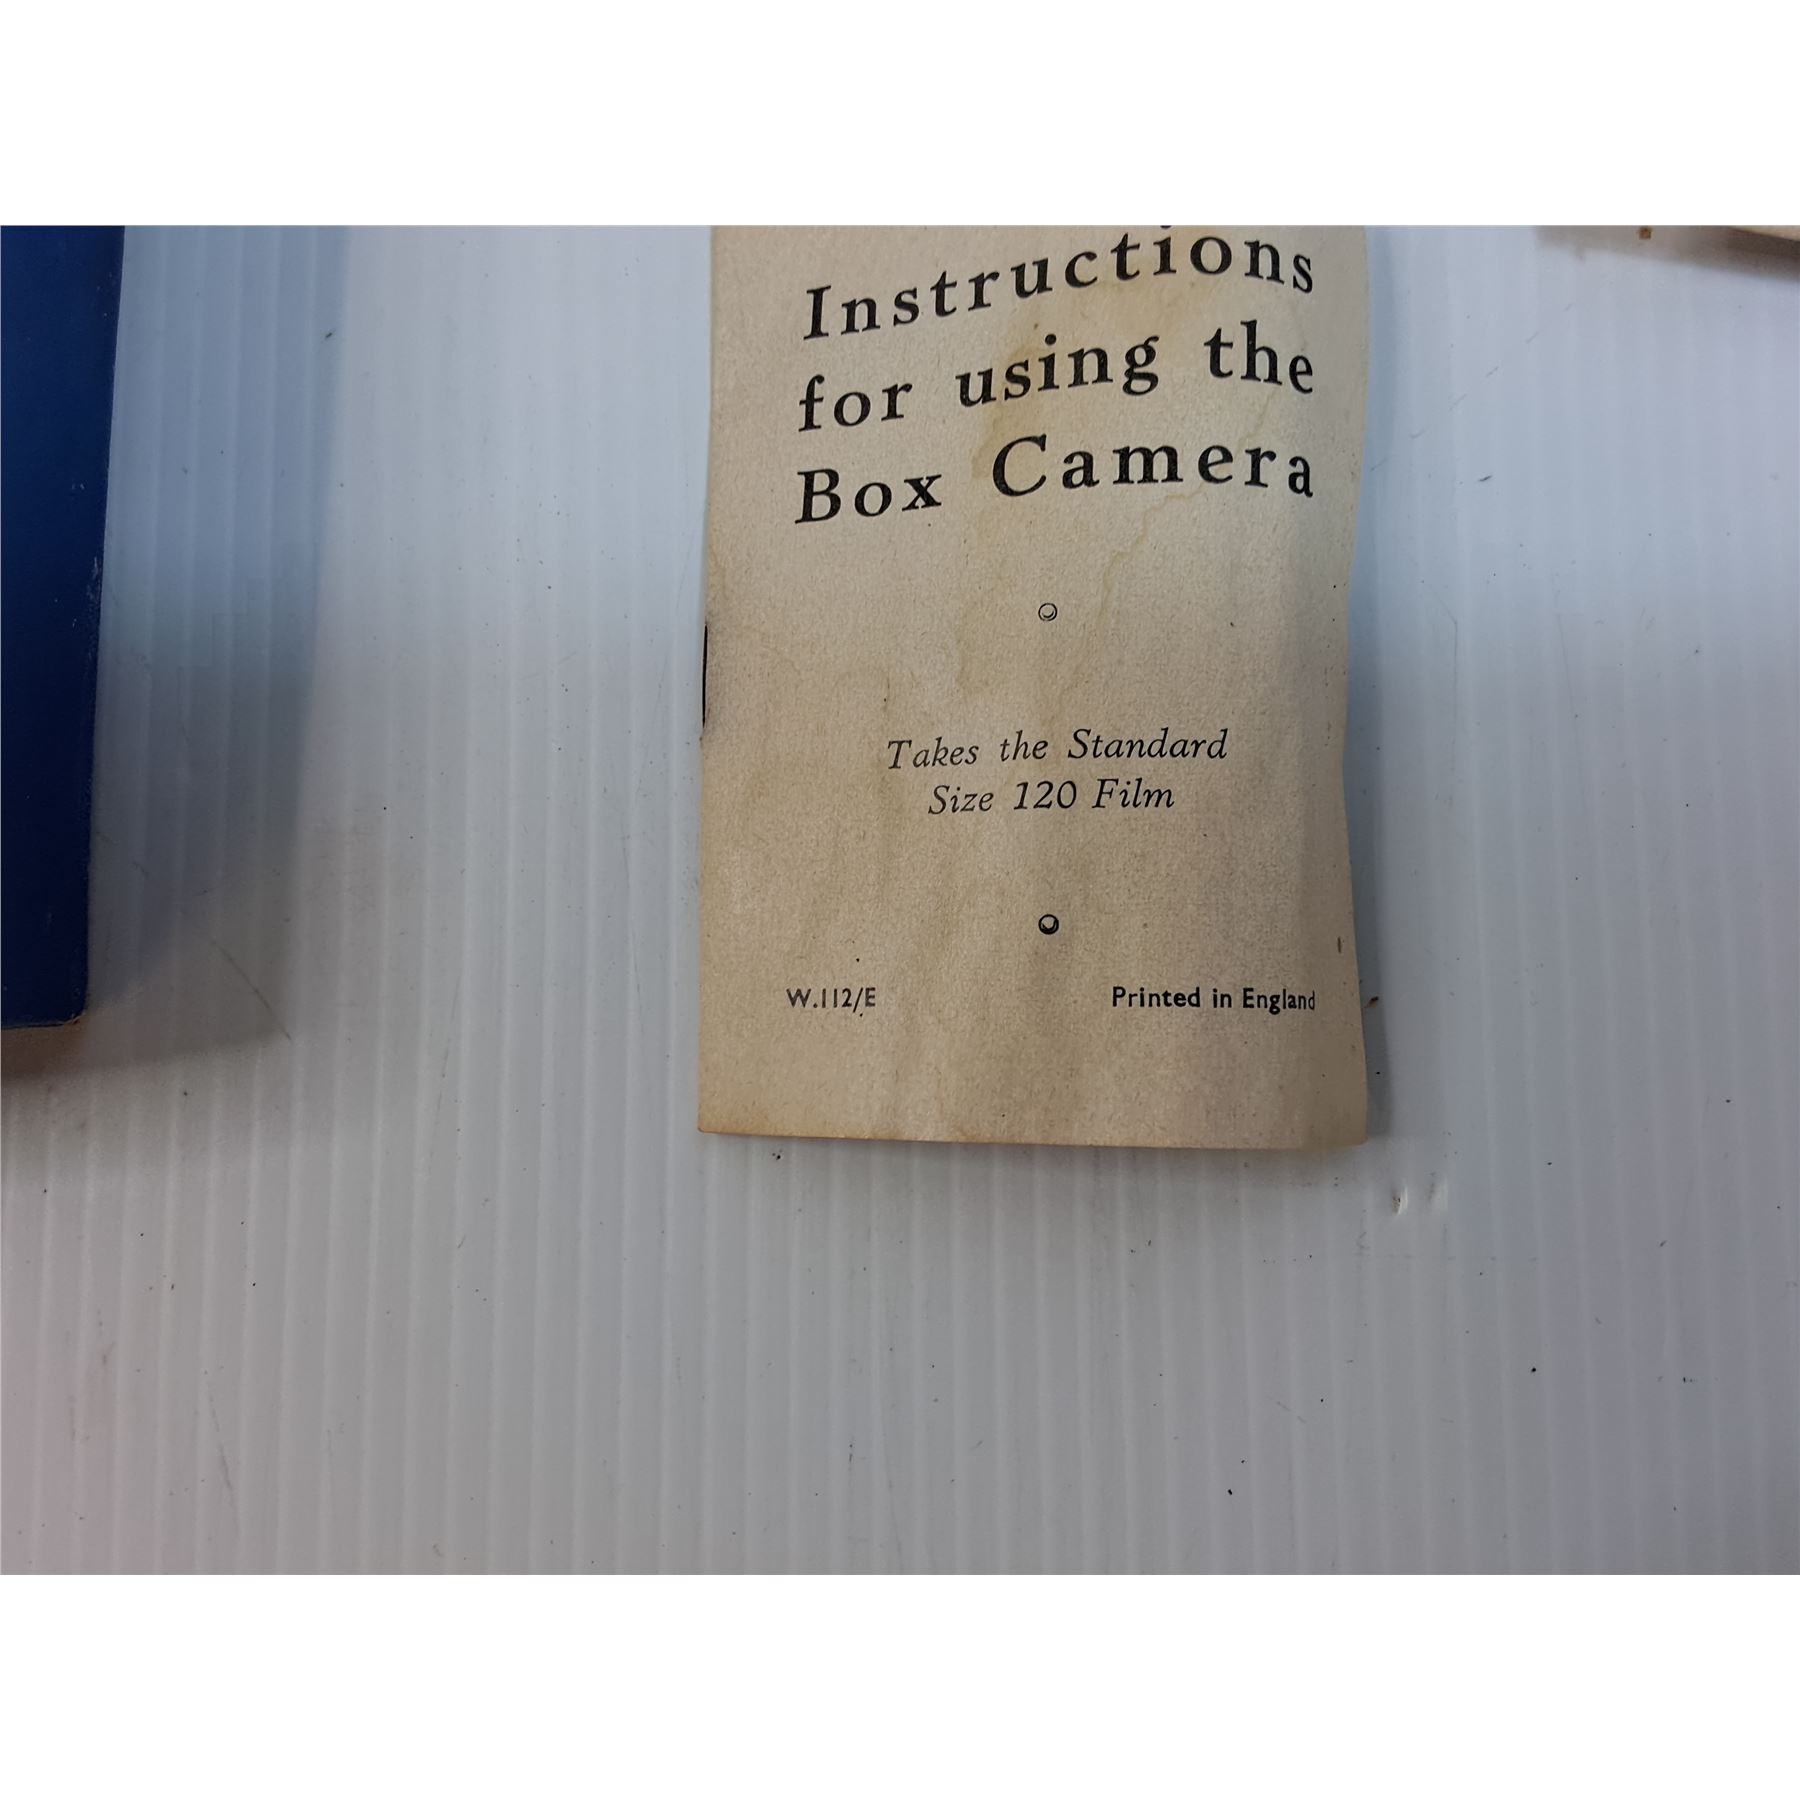 Instructions
for using the
Box Camera
Takes the Standard
Size 120 Film
W.112/E Printed in England